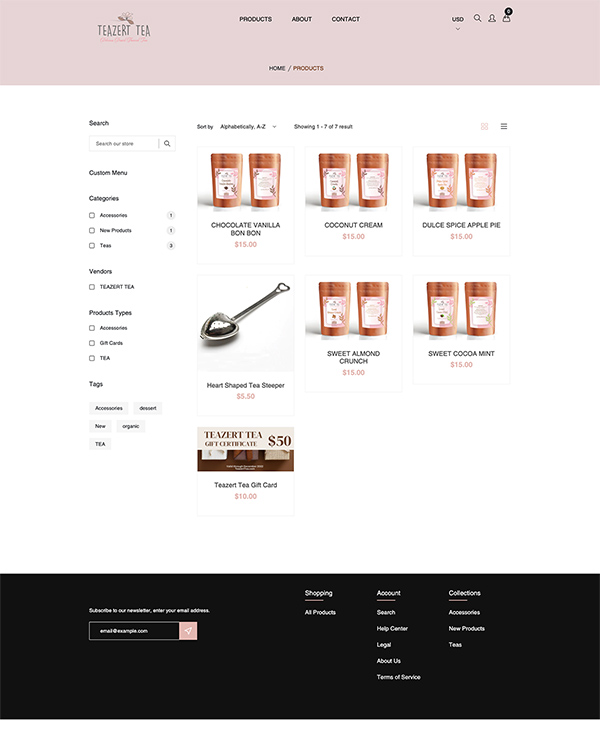 TEAZERT TEA
PRODUCTS ABOUT CONTACT
USD
0
HOME / PRODUCTS
Search
Search our store
Custom Menu
Categories
Accessories 1
New Products 1
Teas 3
Vendors
TEAZERT TEA
Products Types
Accessories
Gift Cards
TEA
Tags
Accessories dessert
New organic
TEA
Sort by Alphabetically, A-Z Showing 1 - 7 of 7 result
CHOCOLATE VANILLA
BON BON
$15.00
COCONUT CREAM
$15.00
DULCE SPICE APPLE PIE
$15.00
Heart Shaped Tea Steeper
$5.50
SWEET ALMOND
CRUNCH
$15.00
SWEET COCOA MINT
$15.00
TEAZERT TEA
GIFT CERTIFICATE
$50
Teazert Tea Gift Card
$10.00
Subscribe to our newsletter, enter your email address.
email@example.com
Shopping
All Products
Account
Search
Help Center
Legal
About Us
Terms of Service
Collections
Accessories
New Products
Teas